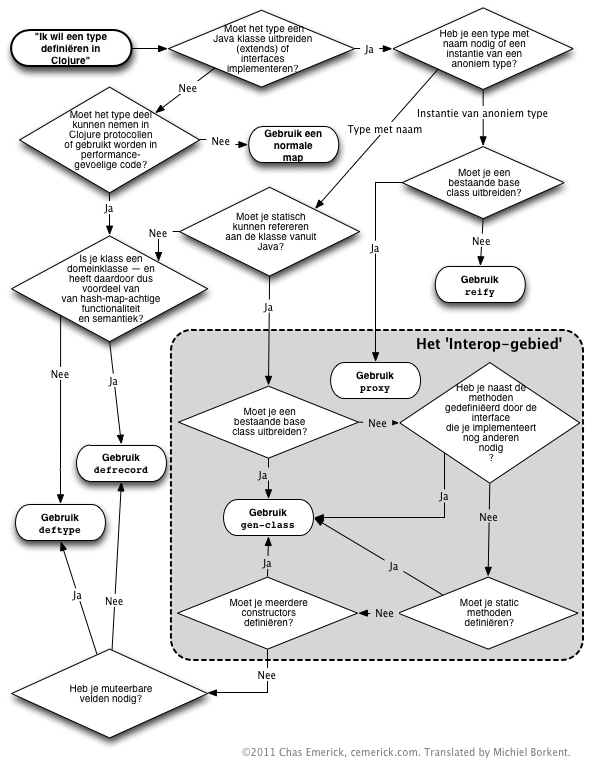 "Ik wil een type
definiëren in
Clojure"
Moet het type een
Java klasse uitbreiden
(extends) of
interfaces
implementeren?
Ja
Heb je een type met
naam nodig of een
instantie van een
anoniem type?
Nee
Moet het type deel
kunnen nemen in
Clojure protocollen
of gebruikt worden in
performance-
gevoelige code?
Nee
Gebruik een
normale
map
Type met naam
Instantie van anoniem type
Moet je een
bestaande base
class uitbreiden?
Ja
Nee
Moet je statisch
kunnen refereren
aan de klasse vanuit
Java?
Ja
Nee
Gebruik
reify
Is je klass een
domeinklasse — en
heeft daardoor dus
voordeel van
van hash-map-achtige
functionaliteit
en semantiek?
Ja
Het 'Interop-gebied'
Gebruik
proxy
Nee
Ja
Moet je een
bestaande base
class uitbreiden?
Nee
Heb je naast de
methoden
gedefiniëerd door de
interface
die je implementeert
nog anderen
nodig
?
Gebruik
defrecord
Ja
Ja
Nee
Gebruik
gen-class
Gebruik
deftype
Ja
Ja
Moet je meerdere
constructors
definiëren?
Nee
Moet je static
methoden
definiëren?
Ja
Nee
Nee
Heb je muteerbare
velden nodig?
©2011 Chas Emerick, cemerick.com. Translated by Michiel Borkent.